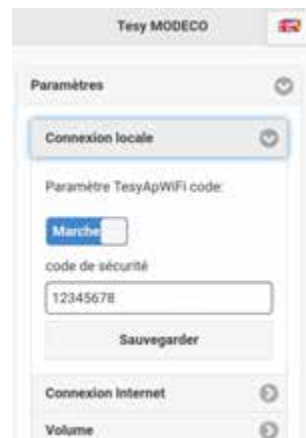 Tesy MODECO
Paramètres
Connexion locale
Paramètre TesyApWiFi code:
Marche
code de sécurité
12345678
Sauvegarder
Connexion Internet
Volume